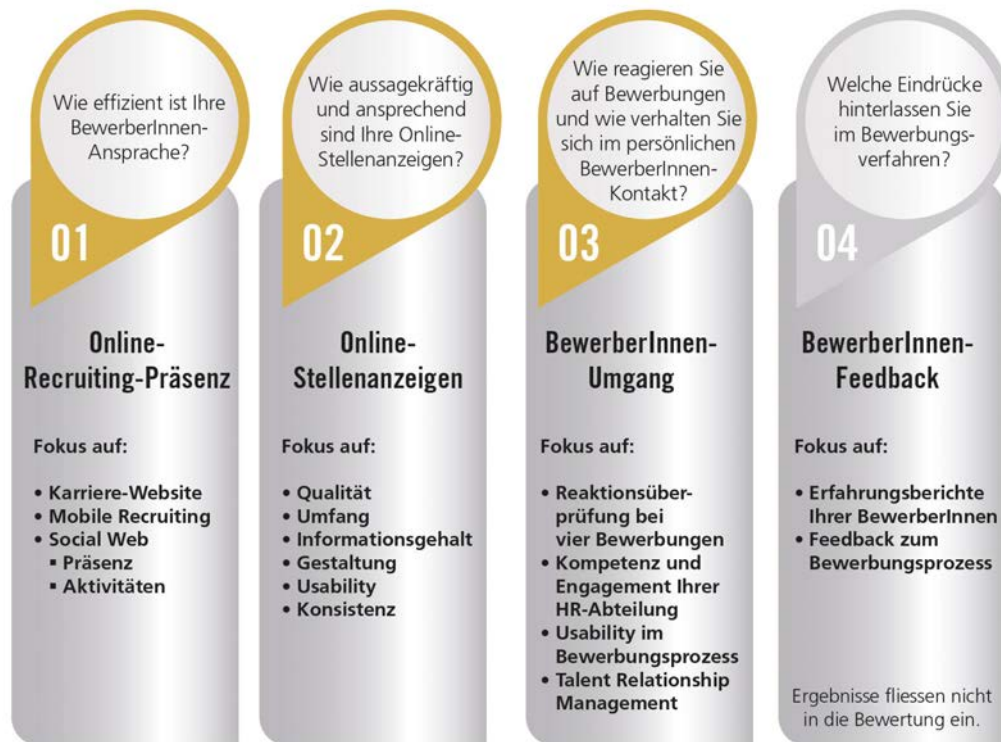 Wie effizient ist Ihre
BewerberInnen-
Ansprache?
01
Online-
Recruiting-Präsenz
Fokus auf:
• Karriere-Website
• Mobile Recruiting
• Social Web
▪ Präsenz
▪ Aktivitäten
Wie aussagekräftig
und ansprechend
sind Ihre Online-
Stellenanzeigen?
02
Online-
Stellenanzeigen
Fokus auf:
• Qualität
• Umfang
• Informationsgehalt
• Gestaltung
• Usability
• Konsistenz
Wie reagieren Sie
auf Bewerbungen
und wie verhalten Sie
sich im persönlichen
BewerberInnen-
Kontakt?
03
BewerberInnen-
Umgang
Fokus auf:
• Reaktionsüber-
prüfung bei
vier Bewerbungen
• Kompetenz und
Engagement Ihrer
HR-Abteilung
• Usability im
Bewerbungsprozess
• Talent Relationship
Management
Welche Eindrücke
hinterlassen Sie
im Bewerbungs-
verfahren?
04
BewerberInnen-
Feedback
Fokus auf:
• Erfahrungsberichte
Ihrer BewerberInnen
• Feedback zum
Bewerbungsprozess
Ergebnisse fliessen nicht
in die Bewertung ein.